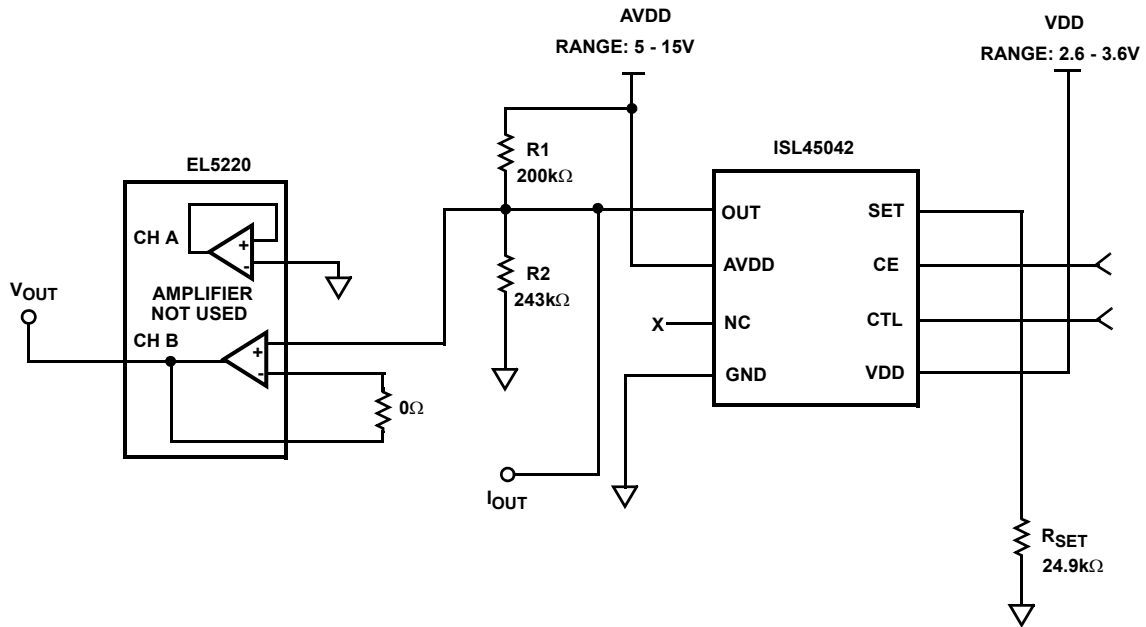 AVDD
RANGE: 5 - 15V
VDD
RANGE: 2.6 - 3.6V
R1
200kΩ
ISL45042
EL5220
CH A
+
-
AMPLIFIER
NOT USED
VOUT
CH B
+
-
0Ω
R2
243kΩ
IOUT
OUT
SET
AVDD
CE
X
NC
CTL
GND
VDD
RSET
24.9kΩ